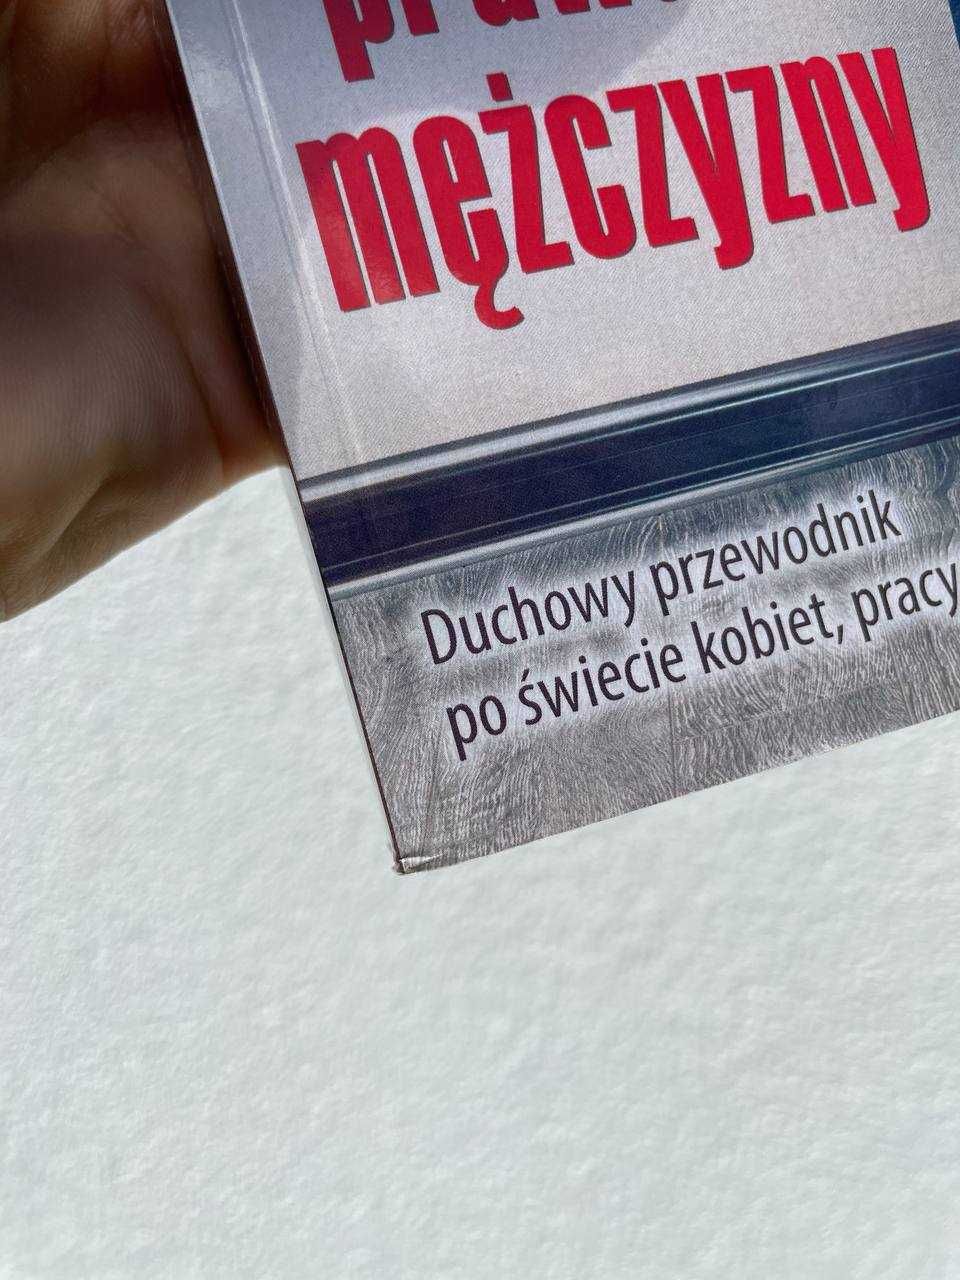 mężczyzny
Duchowy przewodnik
po świecie kobiet, pracy